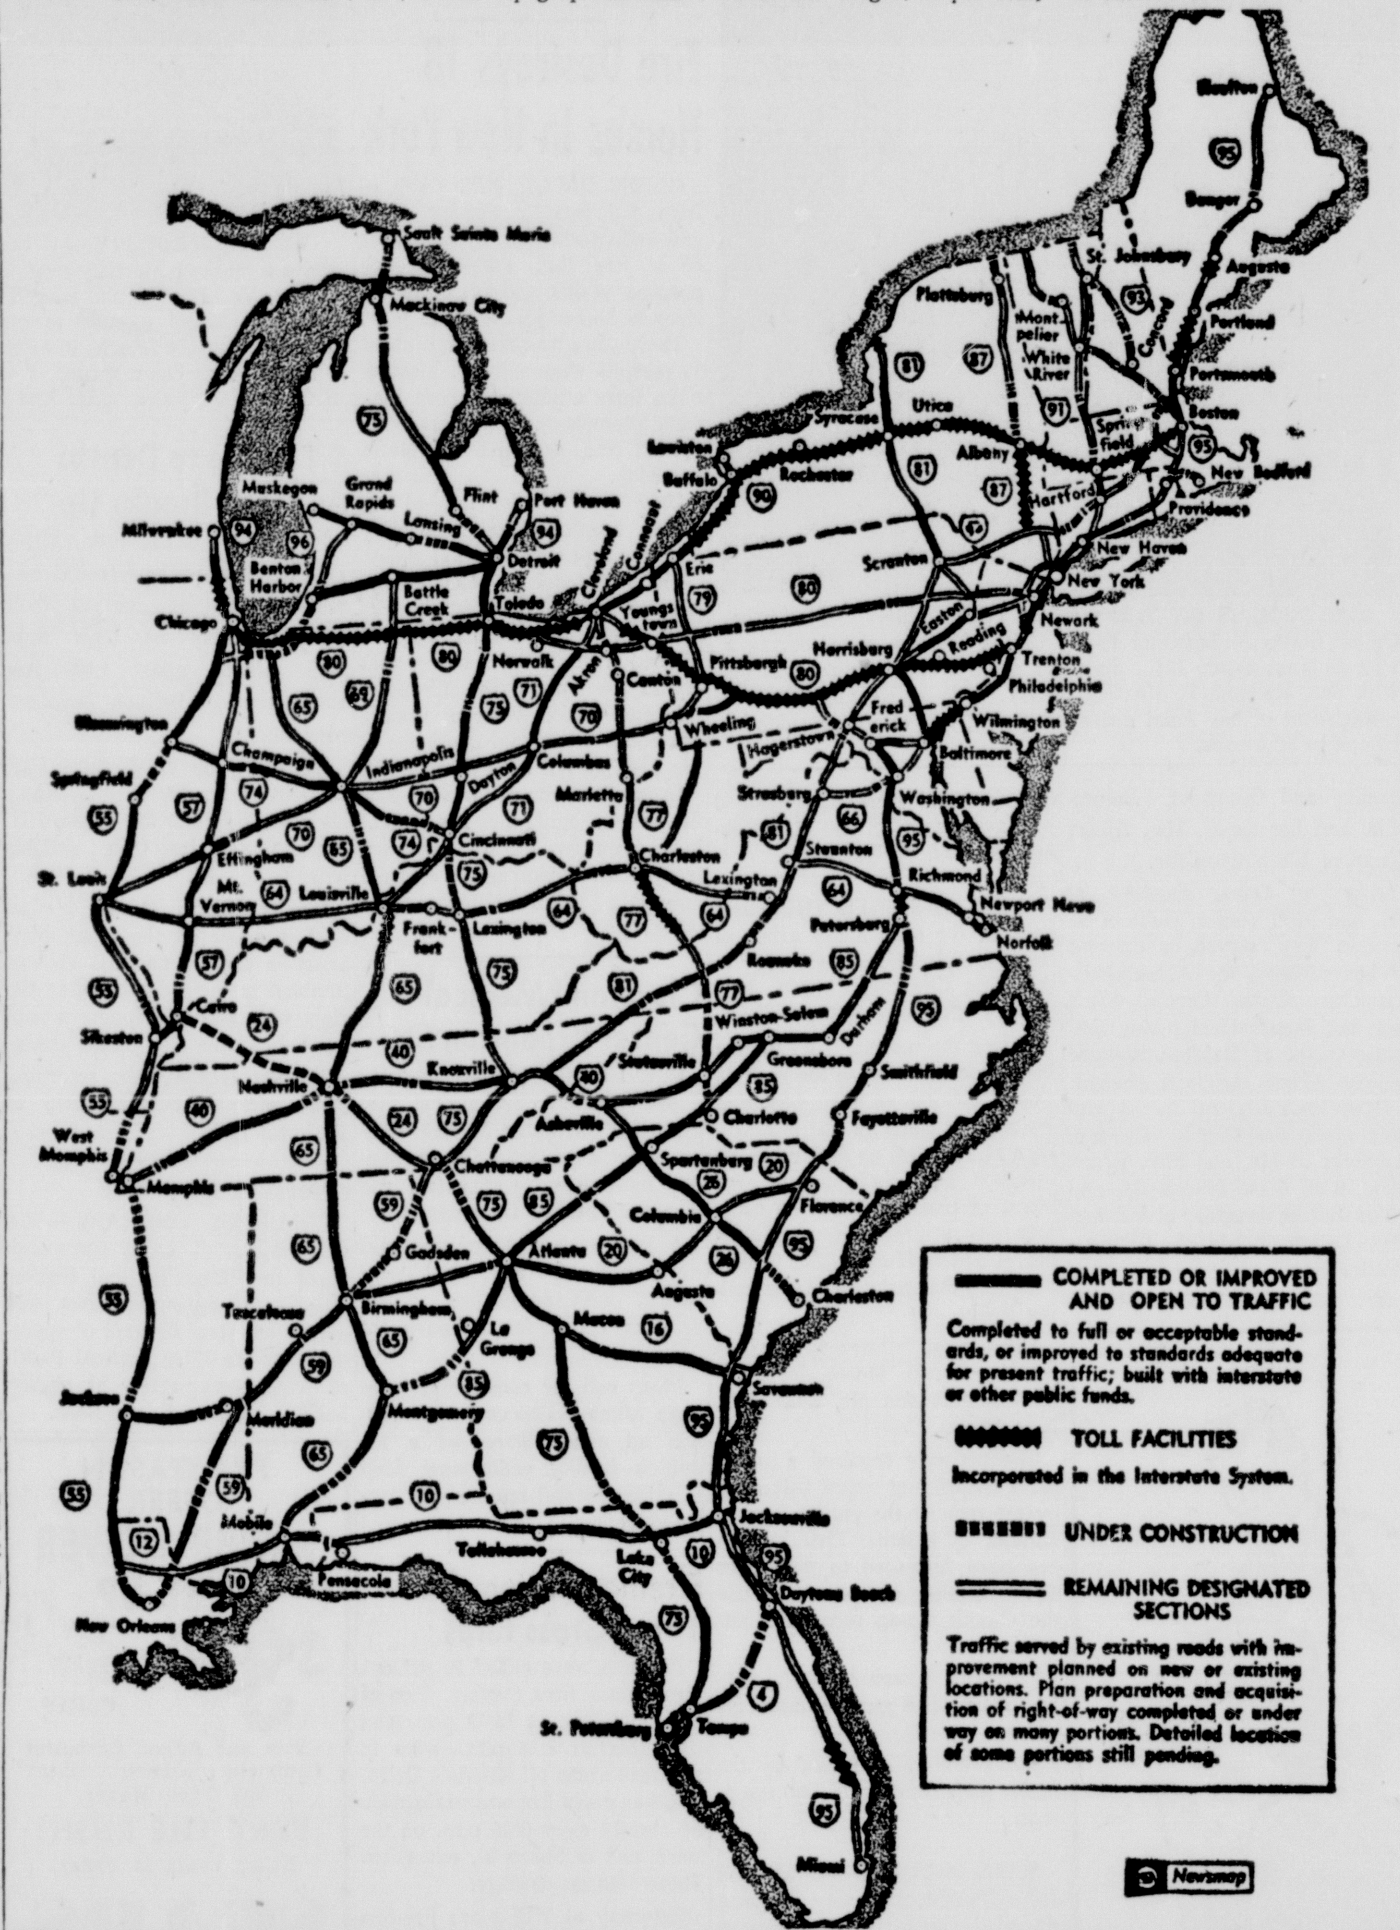 Houlton
95
Bangor
Sault Sainte Marie
Augusta
St. Johnsbury
Mackinaw City
Plattsburg
93
Concord
Portland
Mont-
pelier
White
River
Portsmouth
81
87
75
91
Utica
Syracuse
Boston
Spring
field
95
Lewiston
Albany
New Bedford
Buffalo
Rochester
81
Muskegon
Grand
Rapids
Flint
Port Huron
90
87
Hartford
Providence
Lansing
Milwaukee
94
96
94
Conneaut
Cleveland
New Haven
Benton
Harbor
Detroit
Erie
Scranton
New York
Battle
Creek
Toledo
Youngs
town
79
80
Easton
Chicago
Newark
Reading
80
80
Norwalk
Akron
Canton
Pittsburgh
80
Harrisburg
Trenton
Philadelphia
69
65
75
71
70
Wheeling
Fred
erick
Wilmington
Bloomington
Hagerstown
Champaign
Indianapolis
Dayton
Columbus
Baltimore
Springfield
Marietta
Strasburg
Washington
55
57
74
70
71
77
81
66
95
70
65
74
Cincinnati
Effingham
Charleston
Staunton
St. Louis
Mt.
Vernon
64
Louisville
75
Lexington
64
Richmond
Newport News
Frank-
fort
Lexington
64
77
64
Petersburg
Norfolk
57
Roanoke
85
55
65
75
81
77
95
Cairo
24
Winston-Salem
Durham
Sikeston
40
Knoxville
Statesville
Greensboro
Nashville
40
85
Smithfield
55
40
24
75
Asheville
Charlotte
Fayetteville
West
Memphis
65
Chattanooga
Spartanburg
20
Memphis
26
59
75
85
Columbia
Florence
65
Gadsden
Atlanta
20
26
95
55
Augusta
Charleston
Tuscaloosa
Birmingham
La
Grange
Macon
16
59
65
85
Savannah
Jackson
Meridian
Montgomery
95
65
75
55
59
10
Mobile
Jacksonville
12
Tallahassee
Lake
City
10
95
10
Pensacola
Daytona Beach
New Orleans
75
4
St. Petersburg
Tampa
95
Miami
COMPLETED OR IMPROVED
AND OPEN TO TRAFFIC
Completed to full or acceptable stand-
ards, or improved to standards adequate
for present traffic; built with interstate
or other public funds.
TOLL FACILITIES
Incorporated in the Interstate System.
UNDER CONSTRUCTION
REMAINING DESIGNATED
SECTIONS
Traffic served by existing roads with im-
provement planned on new or existing
locations. Plan preparation and acquisi-
tion of right-of-way completed or under
way on many portions. Detailed location
of some portions still pending.
Newsmap